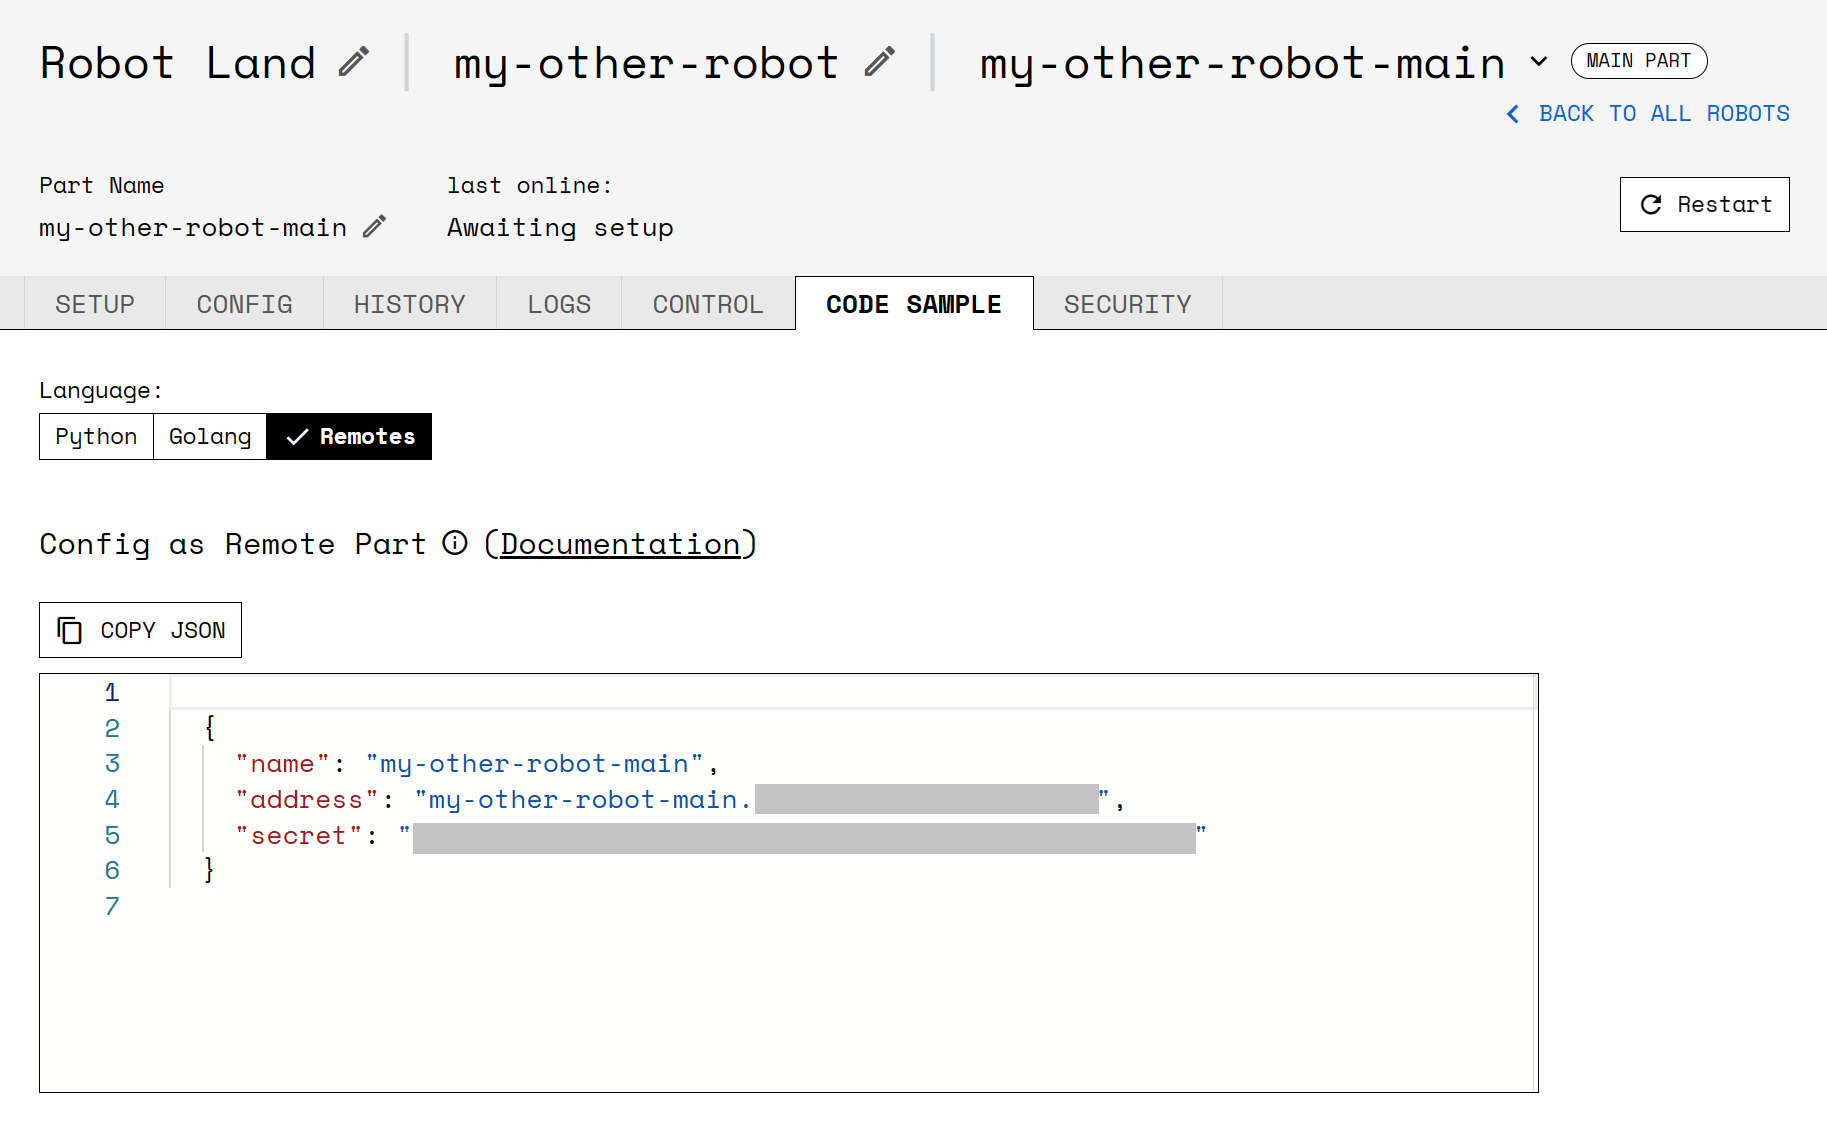 Robot Land my-other-robot my-other-robot-main MAIN PART
BACK TO ALL ROBOTS
Part Name last online:
my-other-robot-main Awaiting setup
Restart
SETUP CONFIG HISTORY LOGS CONTROL CODE SAMPLE SECURITY
Language:
Python Golang Remotes
Config as Remote Part (Documentation)
COPY JSON
1
2 {
3 "name": "my-other-robot-main",
4 "address": "my-other-robot-main.",
5 "secret": ""
6 }
7